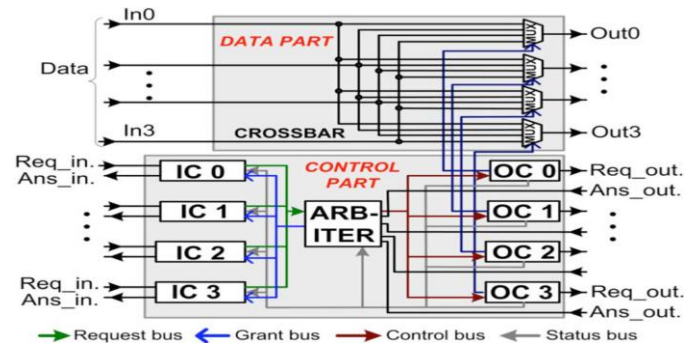 In0
DATA PART
MUX
Out0
Data
MUX
MUX
In3
CROSSBAR
MUX
Out3
Req_in.
Ans_in.
IC 0
CONTROL
PART
OC 0
Req_out.
Ans_out.
IC 1
ARB-
ITER
OC 1
IC 2
OC 2
Req_in.
Ans_in.
IC 3
OC 3
Req_out.
Ans_out.
Request bus
Grant bus
Control bus
Status bus